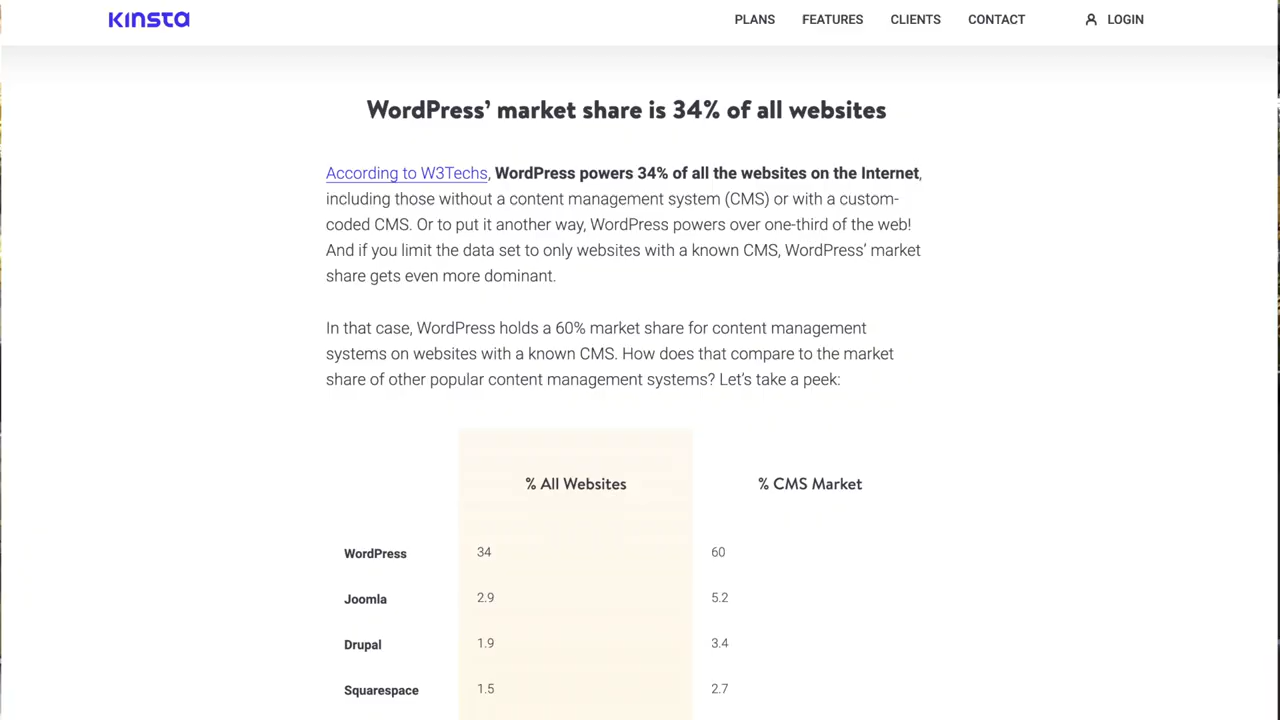 KINSTA
PLANS FEATURES CLIENTS CONTACT LOGIN
WordPress’ market share is 34% of all websites
According to W3Techs, WordPress powers 34% of all the websites on the Internet,
including those without a content management system (CMS) or with a custom-
coded CMS. Or to put it another way, WordPress powers over one-third of the web!
And if you limit the data set to only websites with a known CMS, WordPress’ market
share gets even more dominant.
In that case, WordPress holds a 60% market share for content management
systems on websites with a known CMS. How does that compare to the market
share of other popular content management systems? Let’s take a peek:
% All Websites % CMS Market
WordPress 34 60
Joomla 2.9 5.2
Drupal 1.9 3.4
Squarespace 1.5 2.7